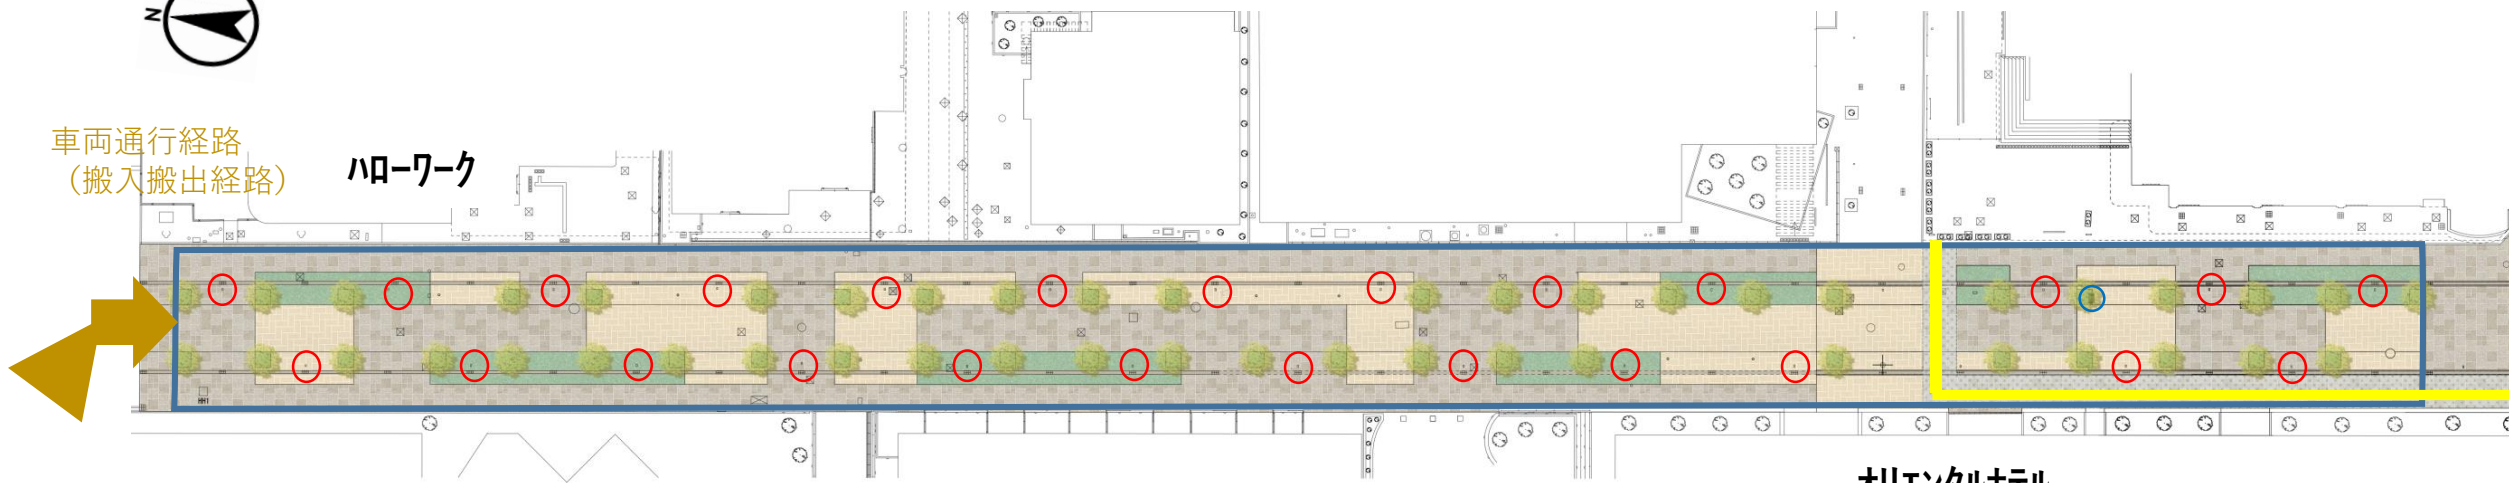 N
車両通行経路
（搬入搬出経路）
ハローワーク
オリエンタルホテル